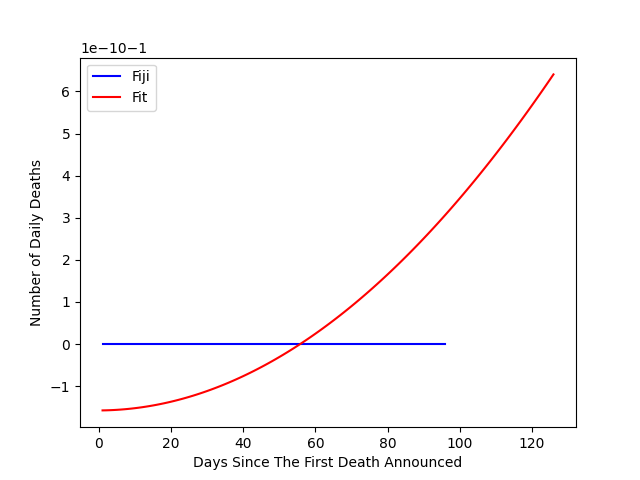 1e−10−1
Fiji
Fit
6
5
4
3
2
1
0
−1
0 20 40 60 80 100 120
Number of Daily Deaths
Days Since The First Death Announced